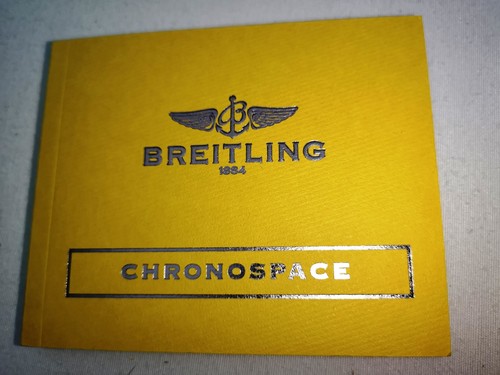 B
BREITLING
1884
CHRONOSPACE